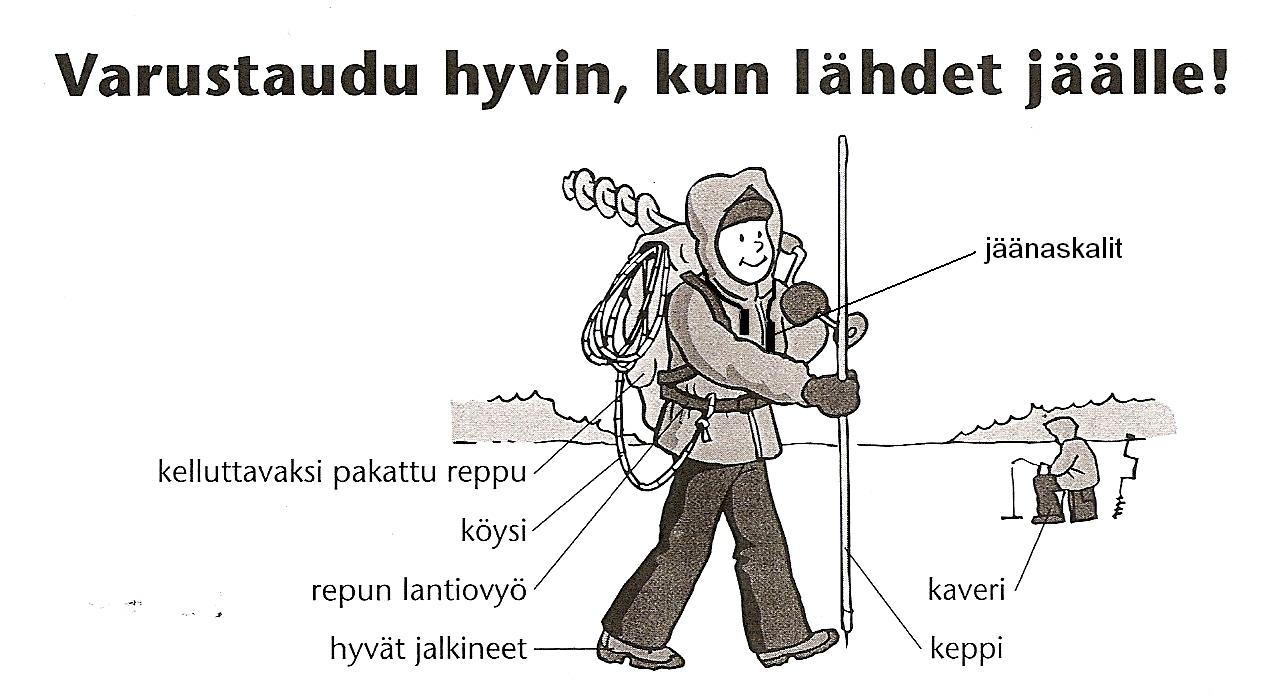 Varustaudu hyvin, kun lähdet jäälle!
jäänaskalit
kelluttavaksi pakattu reppu
köysi
repun lantiovyö
kaveri
hyvät jalkineet
keppi